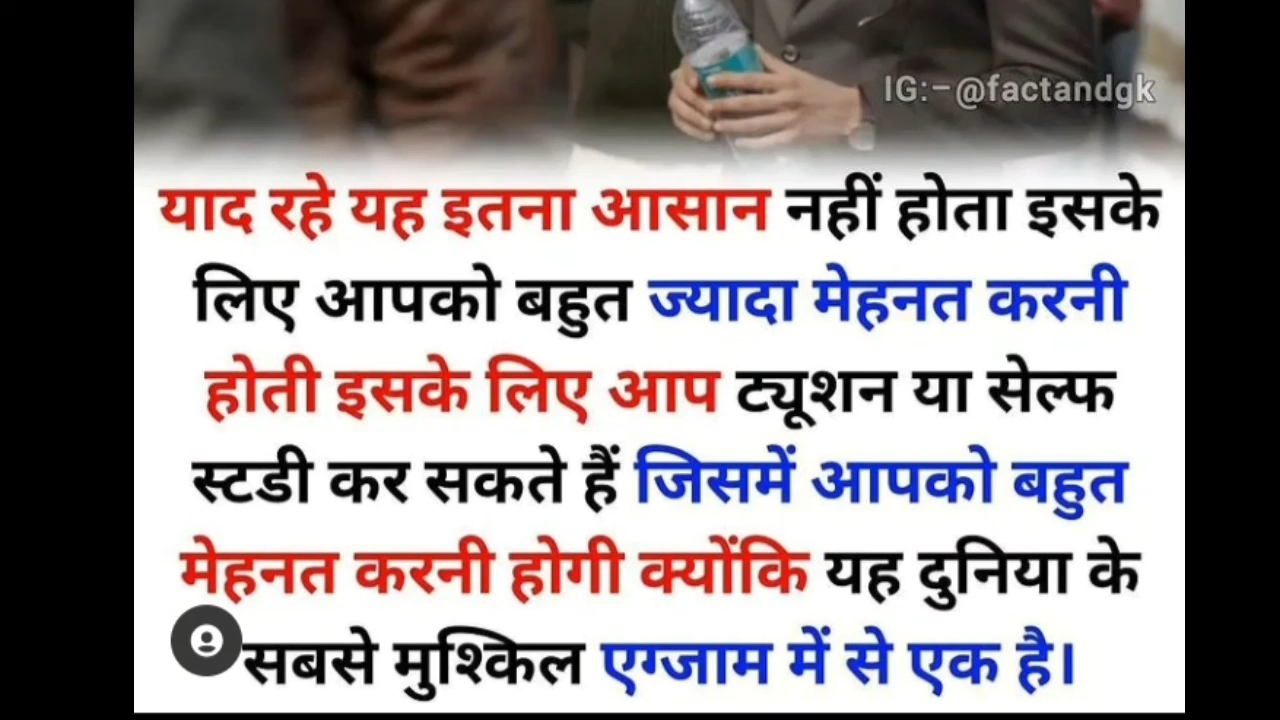 IG:-@factandgk
याद रहे यह इतना आसान नहीं होता इसके
लिए आपको बहुत ज्यादा मेहनत करनी
होती इसके लिए आप ट्यूशन या सेल्फ
स्टडी कर सकते हैं जिसमें आपको बहुत
मेहनत करनी होगी क्योंकि यह दुनिया के
सबसे मुश्किल एग्जाम में से एक है।